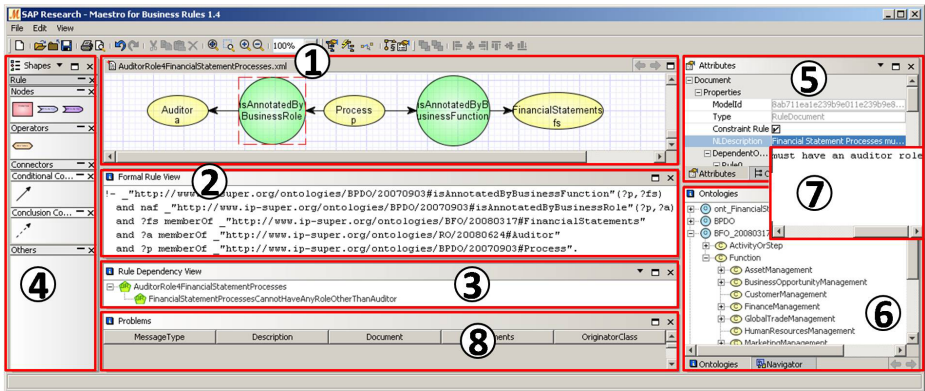 SAP Research - Maestro for Business Rules 1.4
File Edit View
100%
Shapes
Rule
Nodes
Operators
Connectors
Conditional Co...
Conclusion Co...
Others
4
AuditorRole4FinancialStatementProcesses.xml
1
Auditor
a
isAnnotatedBy
BusinessRole
Process
p
isAnnotatedByB
usinessFunction
FinancialStatements
fs
Formal Rule View
2
!- _"http://www.ip-super.org/ontologies/BPDO/20070903#isAnnotatedByBusinessFunction"(?p,?fs)
and naf _"http://www.ip-super.org/ontologies/BPDO/20070903#isAnnotatedByBusinessRole"(?p,?a)
and ?fs memberOf _"http://www.ip-super.org/ontologies/BFO/20080317#FinancialStatements"
and ?a memberOf _"http://www.ip-super.org/ontologies/RO/20080624#Auditor"
and ?p memberOf _"http://www.ip-super.org/ontologies/BPDO/20070903#Process".
Rule Dependency View
3
AuditorRole4FinancialStatementProcesses
FinancialStatementProcessesCannotHaveAnyRoleOtherThanAuditor
Problems
8
MessageType Description Document OriginatorClass
Attributes
5
Document
Properties
ModelId 8ab711ea1e239b9e011e239b9e8...
Type RuleDocument
Constraint Rule
NLDescription Financial Statement Processes mu...
DependentO...
Attributes
must have an auditor role
7
Ontologies
ont_FinancialSt
BPDO
BFO_20080317
ActivityOrStep
Function
AssetManagement
BusinessOpportunityManagement
CustomerManagement
FinanceManagement
GlobalTradeManagement
HumanResourcesManagement
MarketingManagement
6
Ontologies Navigator